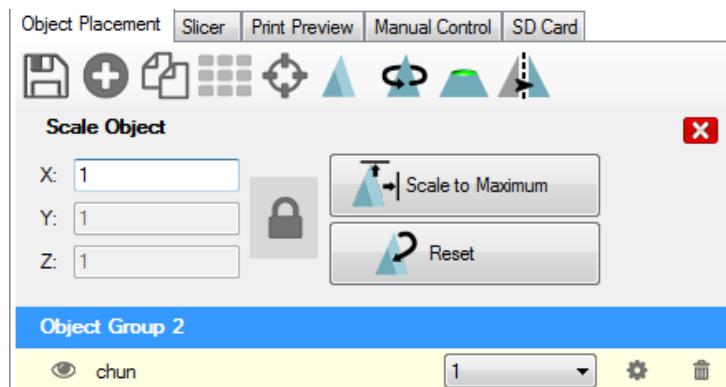 Object Placement Slicer Print Preview Manual Control SD Card
Scale Object
X: 1
Scale to Maximum
Y: 1
Reset
Z: 1
Object Group 2
chun 1